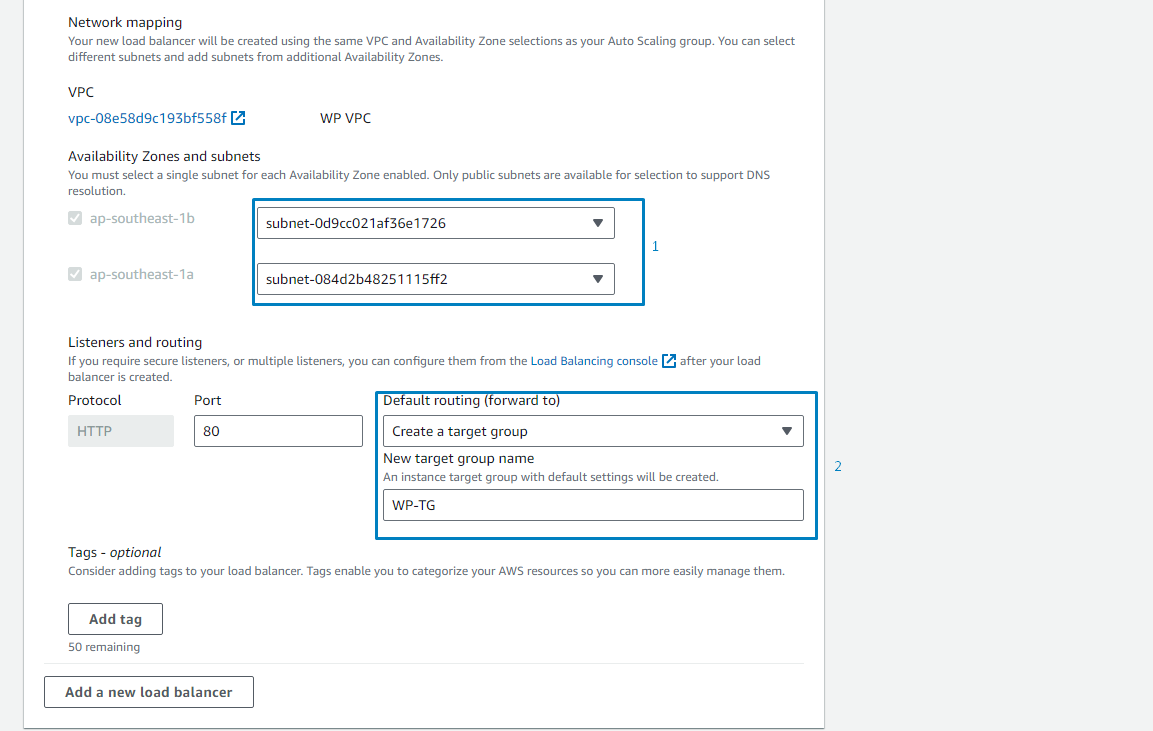 Network mapping
Your new load balancer will be created using the same VPC and Availability Zone selections as your Auto Scaling group. You can select
different subnets and add subnets from additional Availability Zones.
VPC
vpc-08e58d9c193bf558f
WP VPC
Availability Zones and subnets
You must select a single subnet for each Availability Zone enabled. Only public subnets are available for selection to support DNS
resolution.
ap-southeast-1b
subnet-0d9cc021af36e1726
1
ap-southeast-1a
subnet-084d2b48251115ff2
Listeners and routing
If you require secure listeners, or multiple listeners, you can configure them from the Load Balancing console after your load
balancer is created.
Protocol
Port
Default routing (forward to)
HTTP
80
Create a target group
New target group name
2
An instance target group with default settings will be created.
WP-TG
Tags - optional
Consider adding tags to your load balancer. Tags enable you to categorize your AWS resources so you can more easily manage them.
Add tag
50 remaining
Add a new load balancer